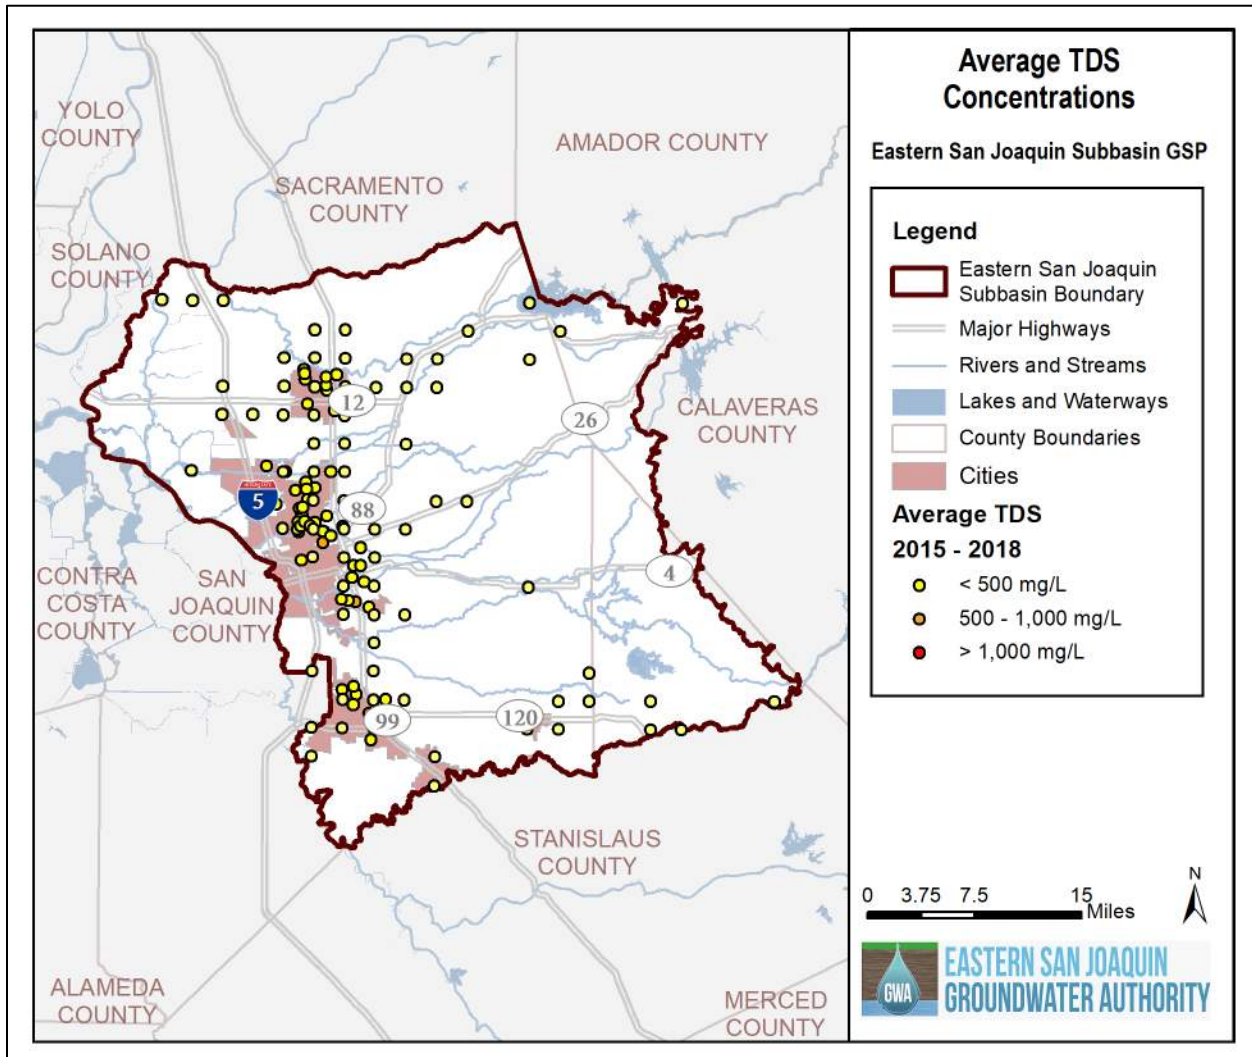 YOLO
COUNTY
AMADOR COUNTY
SACRAMENTO
COUNTY
SOLANO
COUNTY
12
26
CALAVERAS
COUNTY
5
88
CONTRA
COSTA
COUNTY
SAN
JOAQUIN
COUNTY
4
99
120
STANISLAUS
COUNTY
ALAMEDA
COUNTY
MERCED
COUNTY
Average TDS
Concentrations
Eastern San Joaquin Subbasin GSP
Legend
Eastern San Joaquin
Subbasin Boundary
Major Highways
Rivers and Streams
Lakes and Waterways
County Boundaries
Cities
Average TDS
2015 - 2018
< 500 mg/L
500 - 1,000 mg/L
> 1,000 mg/L
N
0 3.75 7.5 15
Miles
GWA
EASTERN SAN JOAQUIN
GROUNDWATER AUTHORITY